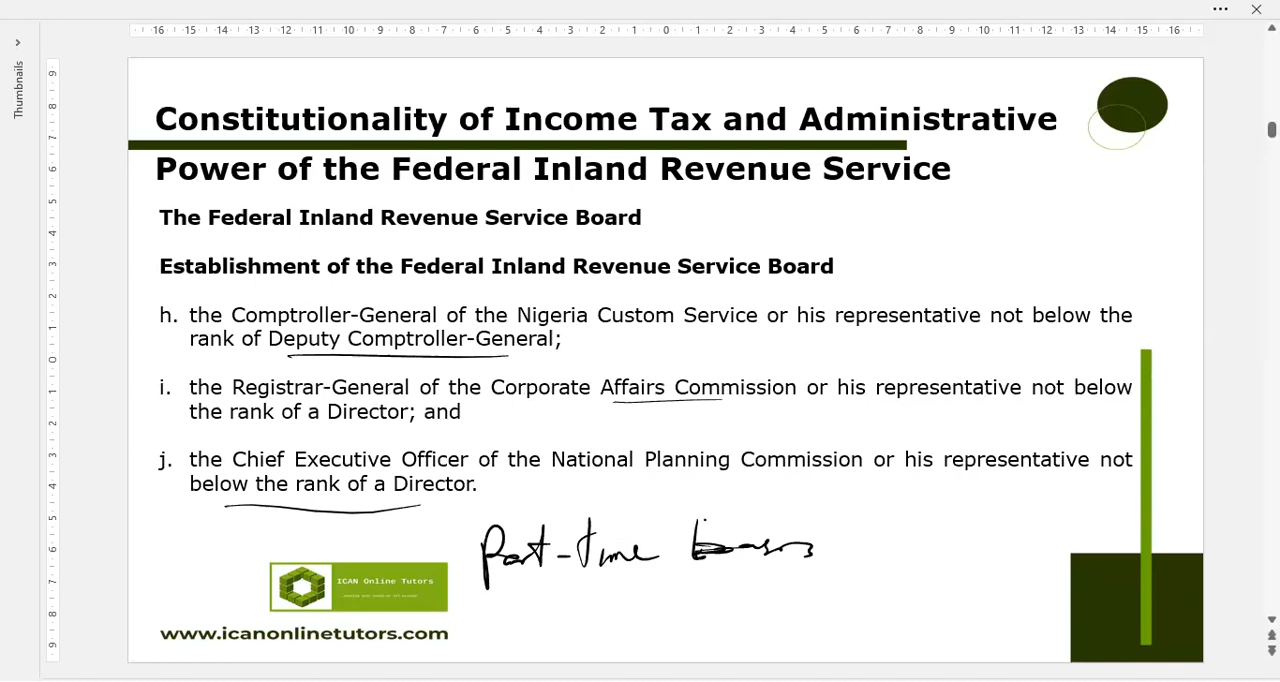 Thumbnails
Constitutionality of Income Tax and Administrative
Power of the Federal Inland Revenue Service
The Federal Inland Revenue Service Board
Establishment of the Federal Inland Revenue Service Board
h. the Comptroller-General of the Nigeria Custom Service or his representative not below the
rank of Deputy Comptroller-General;
i. the Registrar-General of the Corporate Affairs Commission or his representative not below
the rank of a Director; and
j. the Chief Executive Officer of the National Planning Commission or his representative not
below the rank of a Director.
Part-time basis
ICAN Online Tutors
www.icanonlinetutors.com